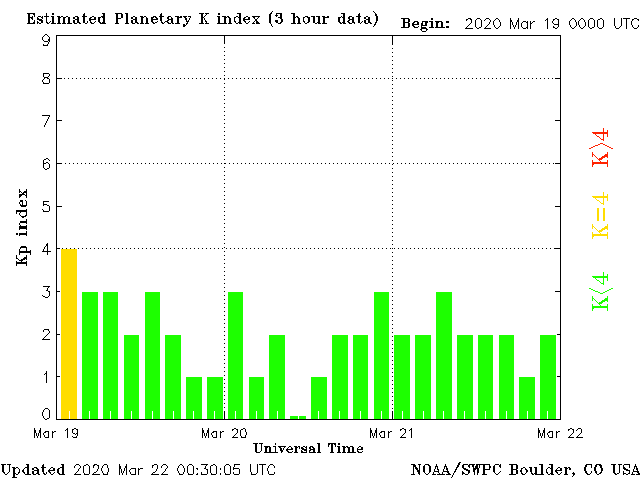 Estimated Planetary K index (3 hour data) Begin: 2020 Mar 19 0000 UTC
9
8
7
6
5
4
3
2
1
0
Kp index
K>4
K=4
K<4
Mar 19 Mar 20 Mar 21 Mar 22
Universal Time
Updated 2020 Mar 22 00:30:05 UTC NOAA/SWPC Boulder, CO USA